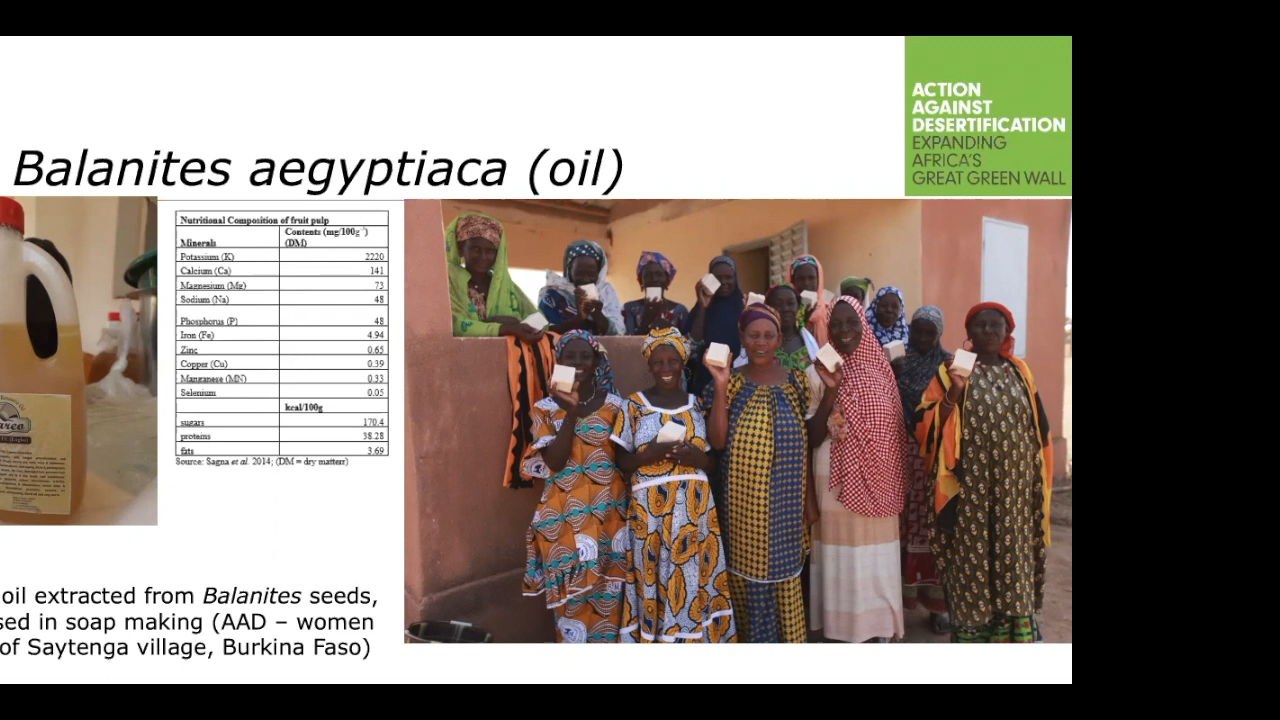 ACTION
AGAINST
DESERTIFICATION
EXPANDING
AFRICA'S
GREAT GREEN WALL
Balanites aegyptiaca (oil)
Nutritional Composition of fruit pulp
Minerals Contents (mg/100g⁻¹) (DM)
Potassium (K) 2220
Calcium (Ca) 141
Magnesium (Mg) 73
Sodium (Na) 48
Phosphorus (P) 48
Iron (Fe) 4.94
Zinc 0.65
Copper (Cu) 0.39
Manganese (MN) 0.33
Selenium 0.05
kcal/100g
sugars 170.4
proteins 38.28
fats 3.69
Source: Sagna et al. 2014; (DM = dry matterr)
oil extracted from Balanites seeds,
sed in soap making (AAD – women
of Saytenga village, Burkina Faso)